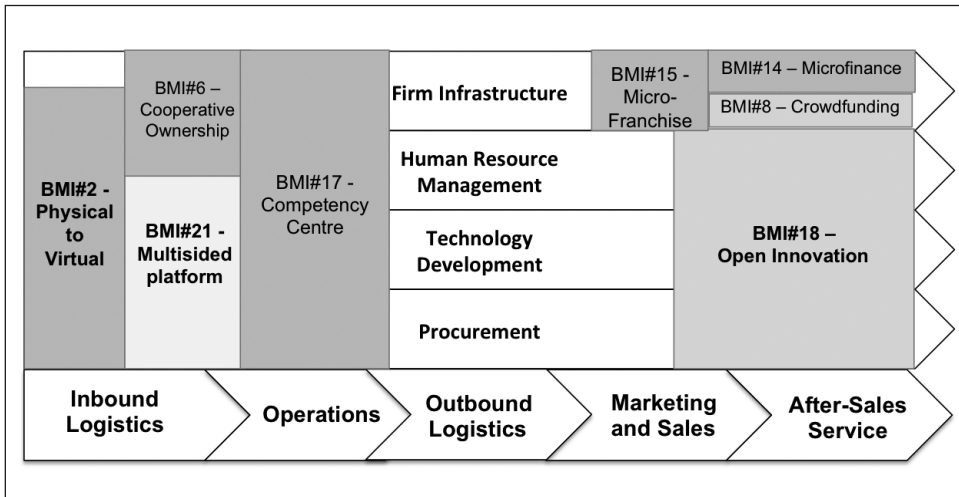 BMI#2 -
Physical
to
Virtual
BMI#6 –
Cooperative
Ownership
BMI#21 -
Multisided
platform
BMI#17 -
Competency
Centre
Firm Infrastructure
Human Resource
Management
Technology
Development
Procurement
BMI#15 -
Micro-
Franchise
BMI#14 – Microfinance
BMI#8 – Crowdfunding
BMI#18 –
Open Innovation
Inbound
Logistics
Operations
Outbound
Logistics
Marketing
and Sales
After-Sales
Service